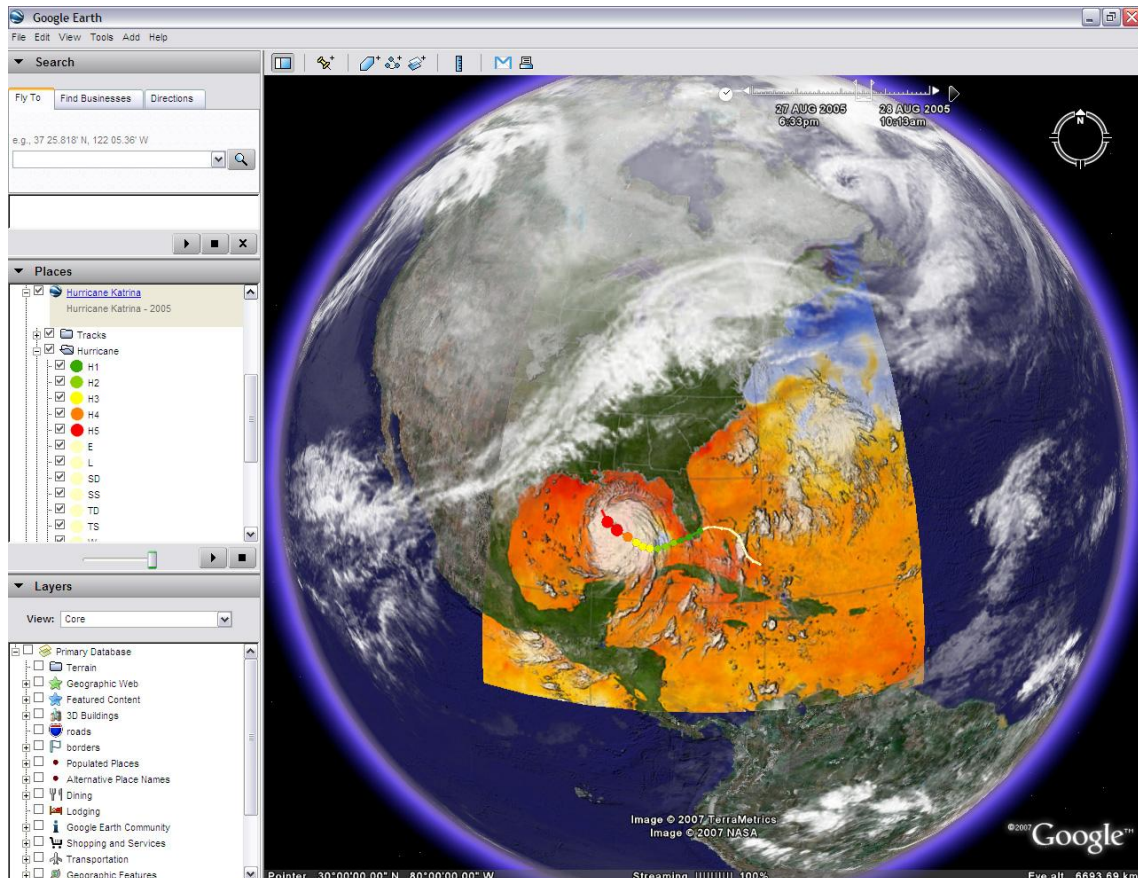 Google Earth
File Edit View Tools Add Help
Search
Fly To Find Businesses Directions
e.g., 37 25.818' N, 122 05.36' W
Places
Hurricane Katrina
Hurricane Katrina - 2005
Tracks
Hurricane
H1
H2
H3
H4
H5
E
L
SD
SS
TD
TS
Layers
View: Core
Primary Database
Terrain
Geographic Web
Featured Content
3D Buildings
roads
borders
Populated Places
Alternative Place Names
Dining
Lodging
Google Earth Community
Shopping and Services
Transportation
Geographic Features
27 AUG 2005 28 AUG 2005
6:33pm 10:13am
N
Image © 2007 TerraMetrics
Image © 2007 NASA
©2007 Google™
Pointer 30°00'00.00" N 80°00'00.00" W Streaming 100% Eye alt 6693.69 km